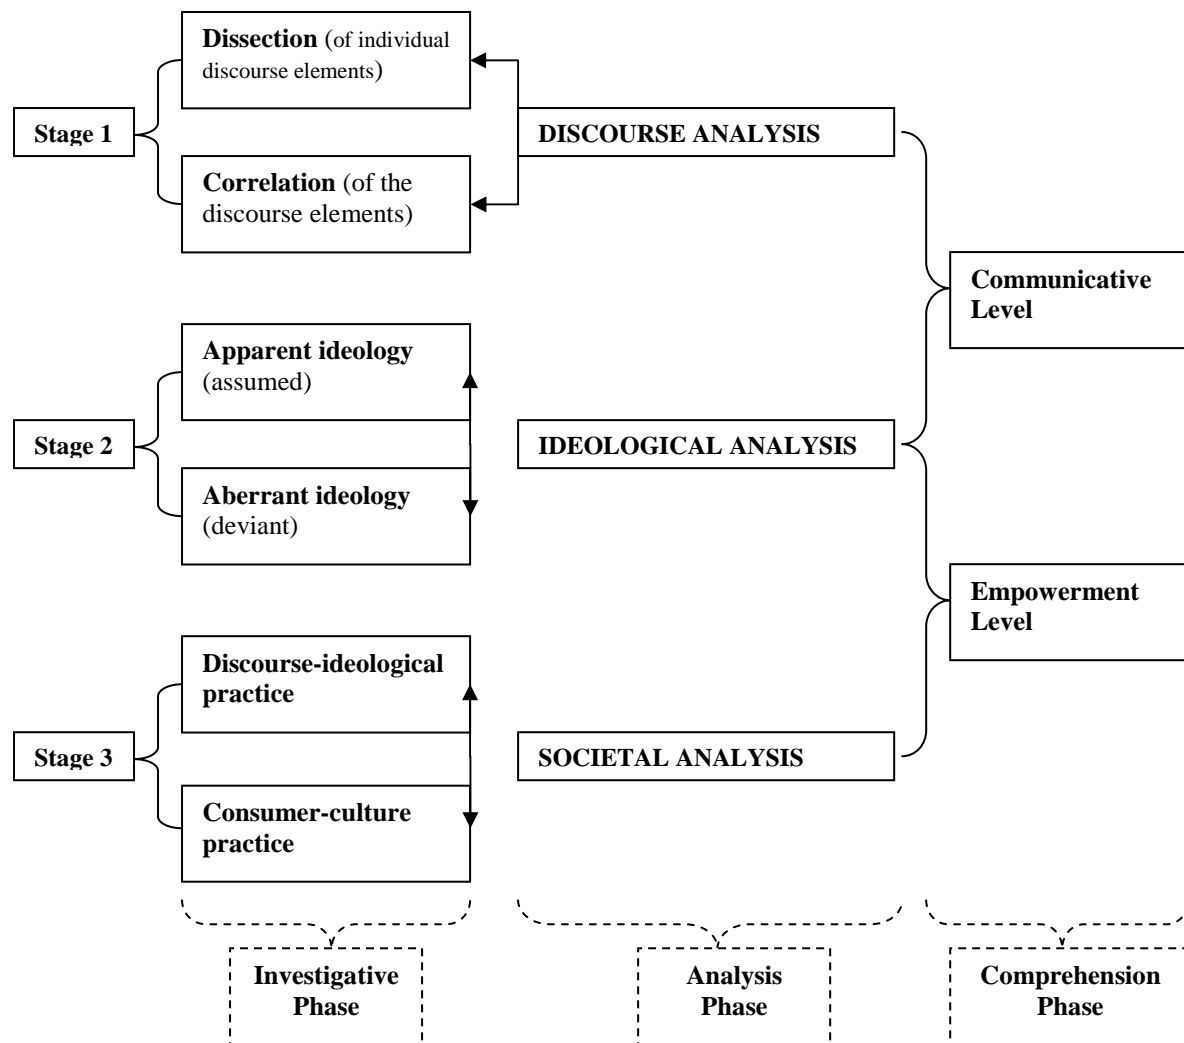 Dissection (of individual
discourse elements)
Stage 1
DISCOURSE ANALYSIS
Correlation (of the
discourse elements)
Communicative
Level
Apparent ideology
(assumed)
Stage 2
IDEOLOGICAL ANALYSIS
Aberrant ideology
(deviant)
Empowerment
Level
Discourse-ideological
practice
Stage 3
SOCIETAL ANALYSIS
Consumer-culture
practice
Investigative
Phase
Analysis
Phase
Comprehension
Phase